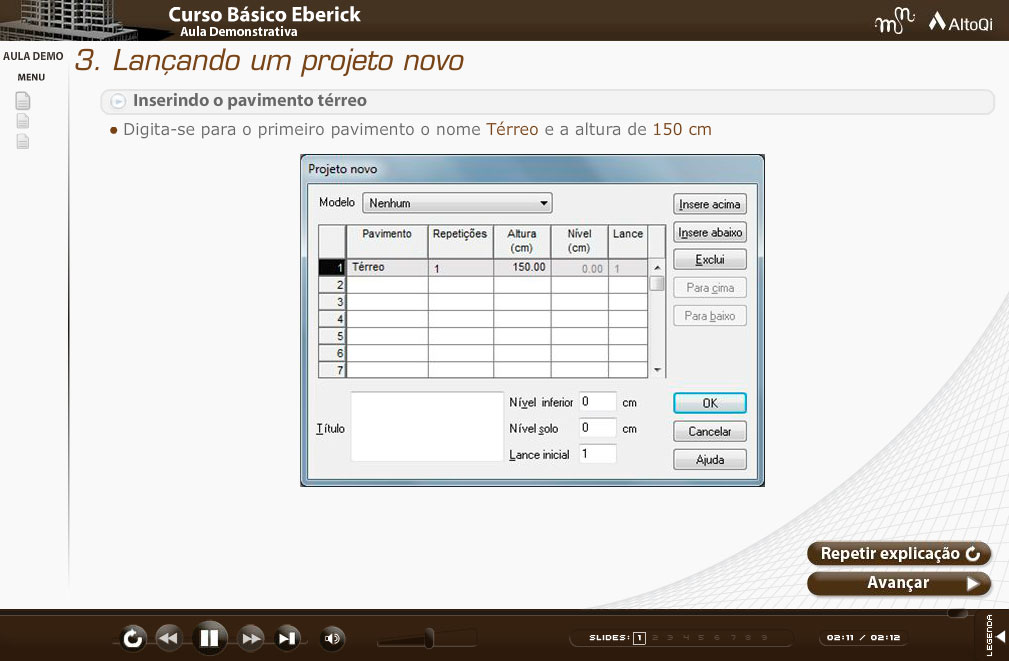 Curso Básico Eberick
Aula Demonstrativa
AltoQi
AULA DEMO
MENU
3. Lançando um projeto novo
Inserindo o pavimento térreo
• Digita-se para o primeiro pavimento o nome Térreo e a altura de 150 cm
Projeto novo
Modelo Nenhum
Insere acima
Insere abaixo
Exclui
Para cima
Para baixo
Pavimento Repetições Altura (cm) Nível (cm) Lance
1 Térreo 1 150.00 0.00 1
2
3
4
5
6
7
Título
Nível inferior 0 cm
Nível solo 0 cm
Lance inicial 1
OK
Cancelar
Ajuda
Repetir explicação
Avançar
SLIDES: 1 2 3 4 5 6 7 8 9
02:11 / 02:12
LEGENDA